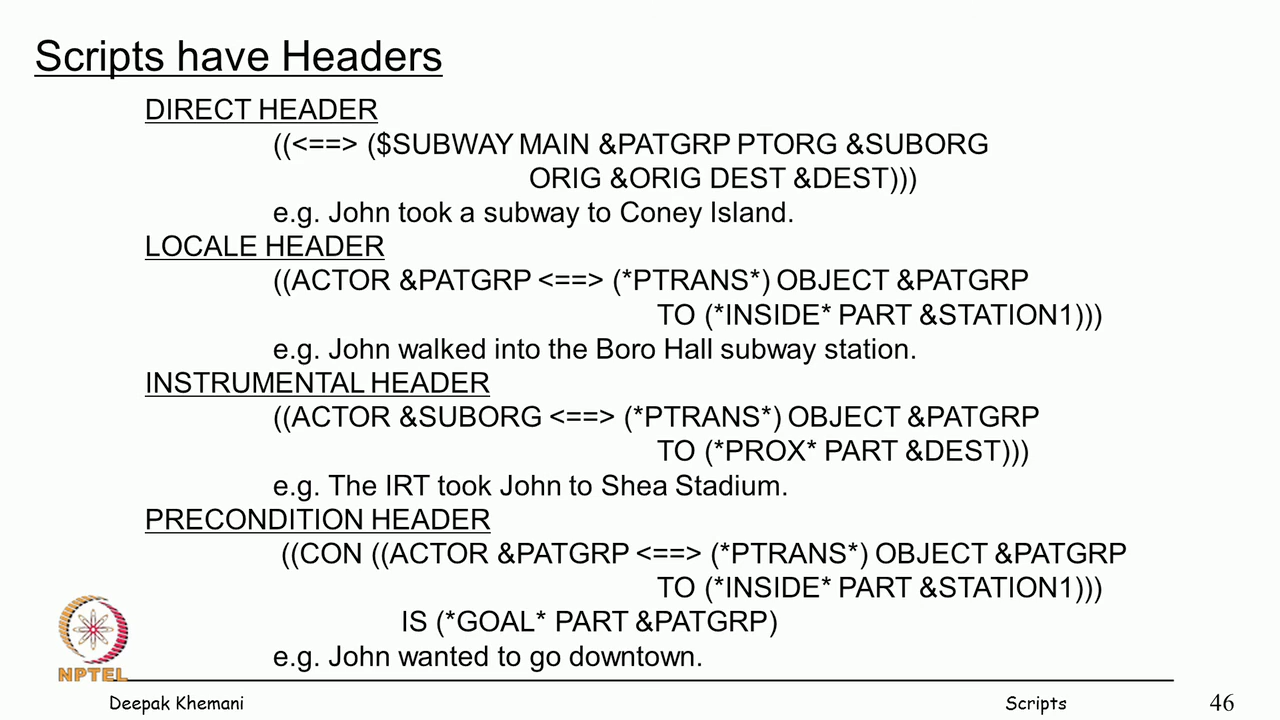 Scripts have Headers
DIRECT HEADER
((<==> ($SUBWAY MAIN &PATGRP PTORG &SUBORG
ORIG &ORIG DEST &DEST)))
e.g. John took a subway to Coney Island.
LOCALE HEADER
((ACTOR &PATGRP <==> (*PTRANS*) OBJECT &PATGRP
TO (*INSIDE* PART &STATION1)))
e.g. John walked into the Boro Hall subway station.
INSTRUMENTAL HEADER
((ACTOR &SUBORG <==> (*PTRANS*) OBJECT &PATGRP
TO (*PROX* PART &DEST)))
e.g. The IRT took John to Shea Stadium.
PRECONDITION HEADER
((CON ((ACTOR &PATGRP <==> (*PTRANS*) OBJECT &PATGRP
TO (*INSIDE* PART &STATION1)))
IS (*GOAL* PART &PATGRP)
e.g. John wanted to go downtown.
NPTEL
Deepak Khemani Scripts 46